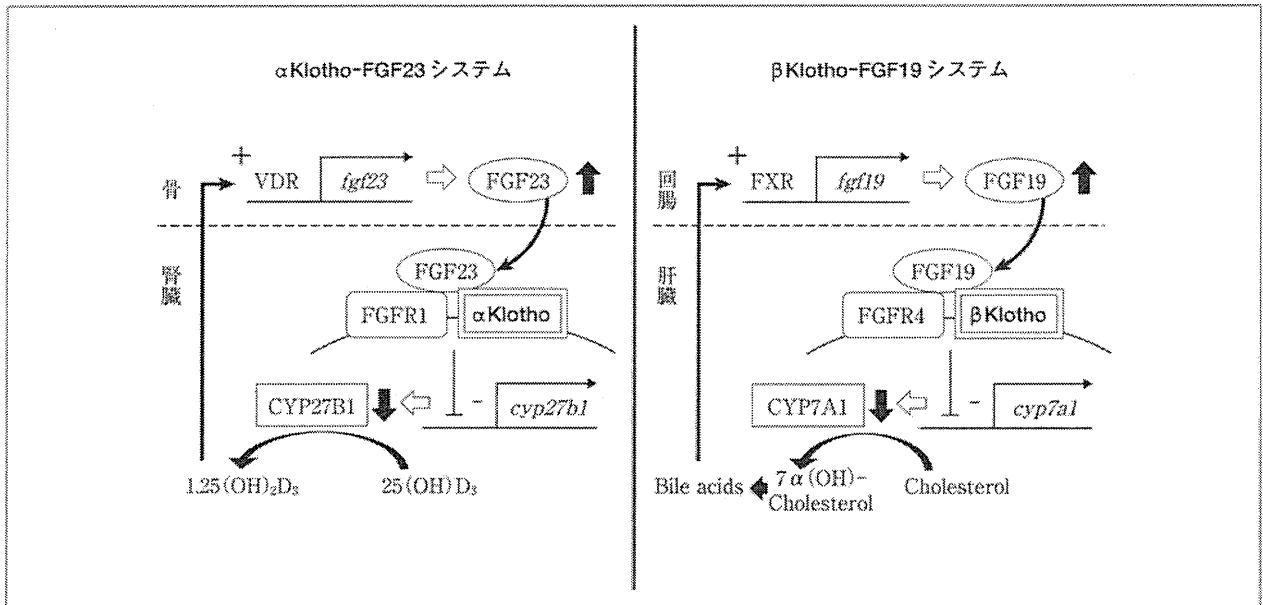 αKlotho-FGF23 システム
+
VDR
fgf23
FGF23
骨
腎臓
FGF23
FGFR1
αKlotho
CYP27B1
-
cyp27b1
1,25(OH)₂D₃
25(OH)D₃
βKlotho-FGF19 システム
+
FXR
fgf19
FGF19
回腸
肝臓
FGF19
FGFR4
βKlotho
CYP7A1
-
cyp7a1
Bile acids
7α(OH)-
Cholesterol
Cholesterol